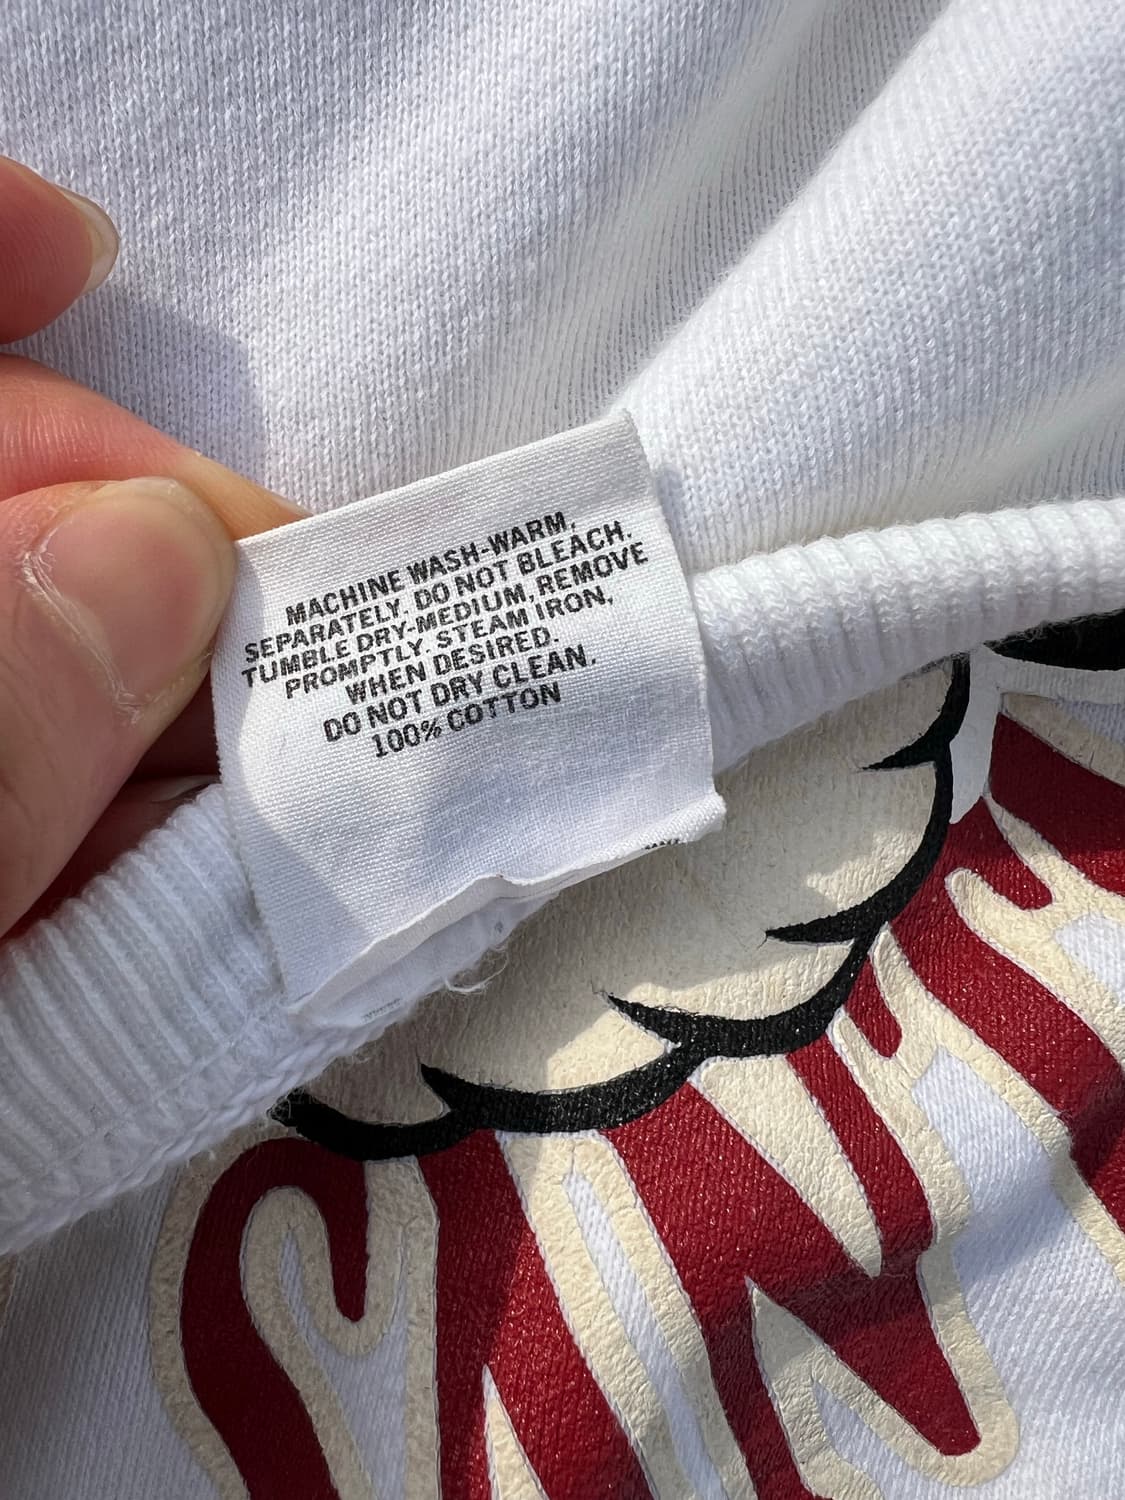 MACHINE WASH-WARM,
SEPARATELY. DO NOT BLEACH.
TUMBLE DRY-MEDIUM, REMOVE
PROMPTLY. STEAM IRON,
WHEN DESIRED.
DO NOT DRY CLEAN.
100% COTTON